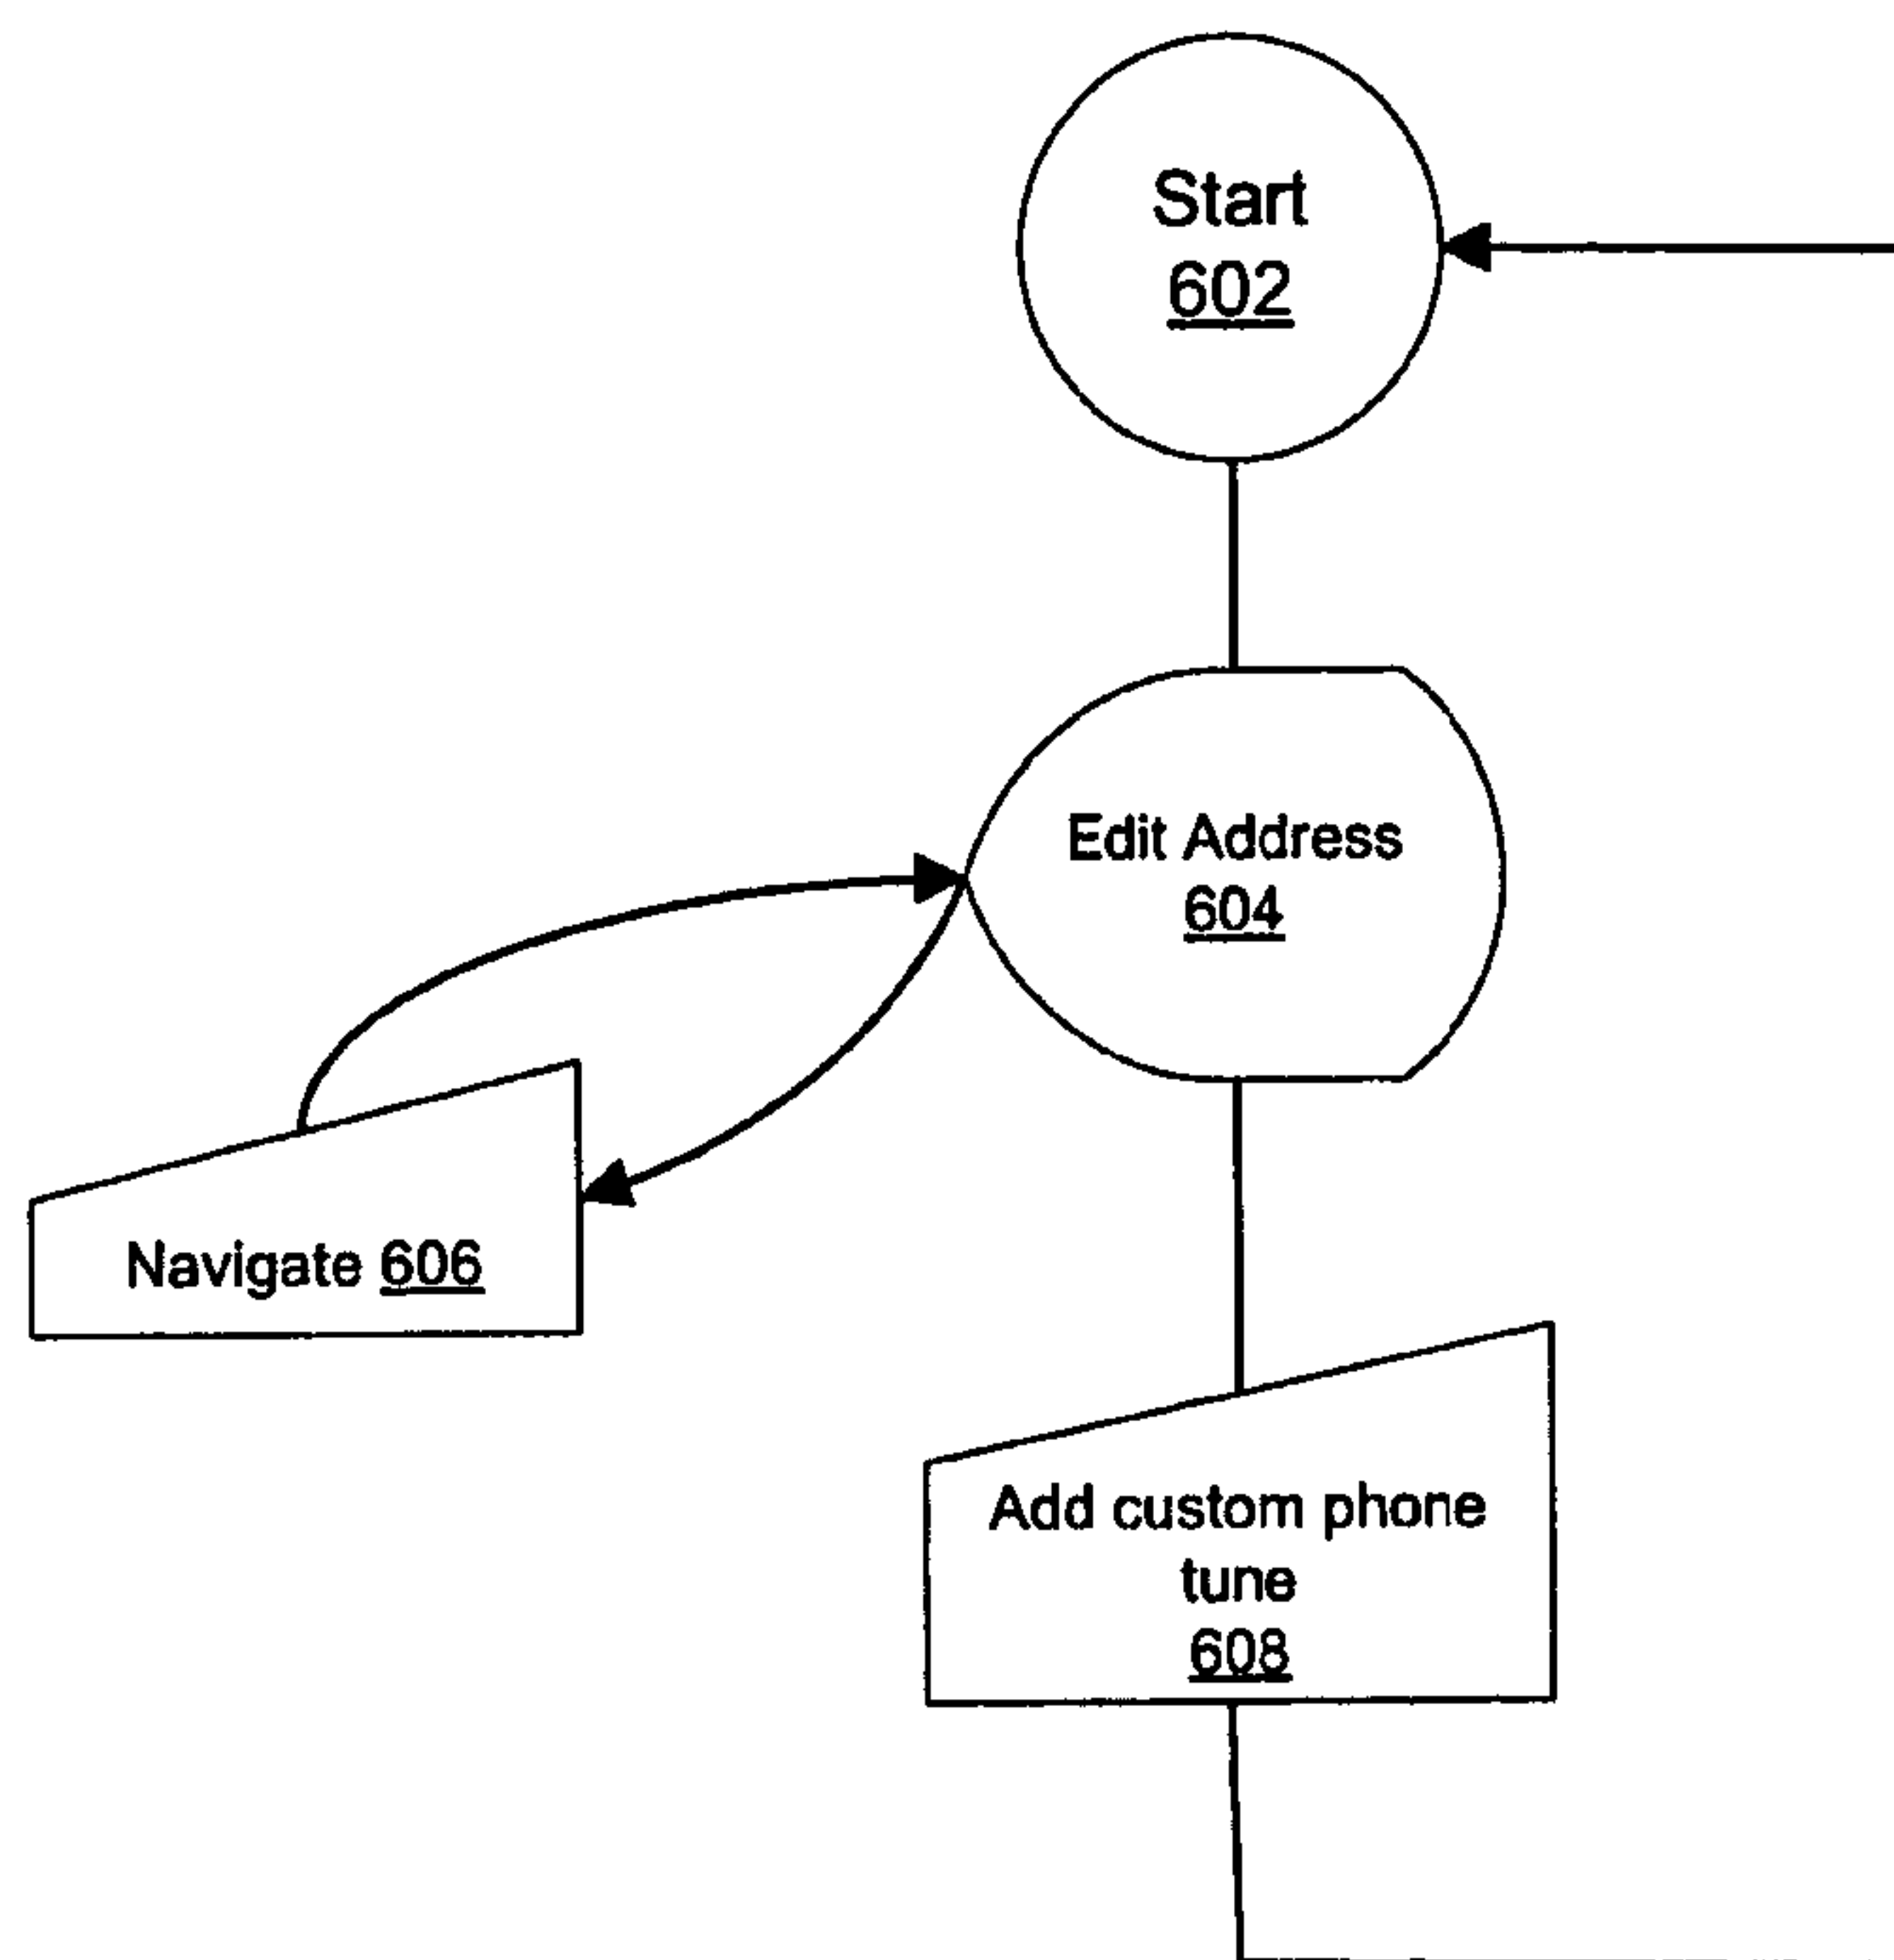 Start
602
Edit Address
604
Navigate 606
Add custom phone
tune
608